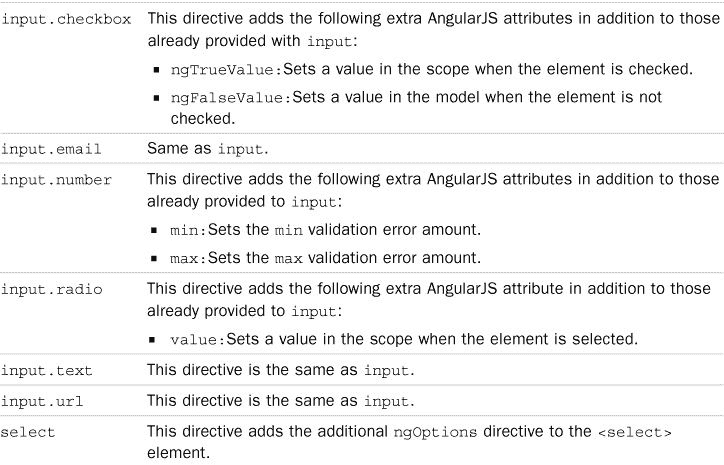 input.checkbox This directive adds the following extra AngularJS attributes in addition to those
already provided with input:
▪ ngTrueValue:Sets a value in the scope when the element is checked.
▪ ngFalseValue:Sets a value in the model when the element is not
checked.
input.email Same as input.
input.number This directive adds the following extra AngularJS attributes in addition to those
already provided to input:
▪ min:Sets the min validation error amount.
▪ max:Sets the max validation error amount.
input.radio This directive adds the following extra AngularJS attribute in addition to those
already provided to input:
▪ value:Sets a value in the scope when the element is selected.
input.text This directive is the same as input.
input.url This directive is the same as input.
select This directive adds the additional ngOptions directive to the <select>
element.